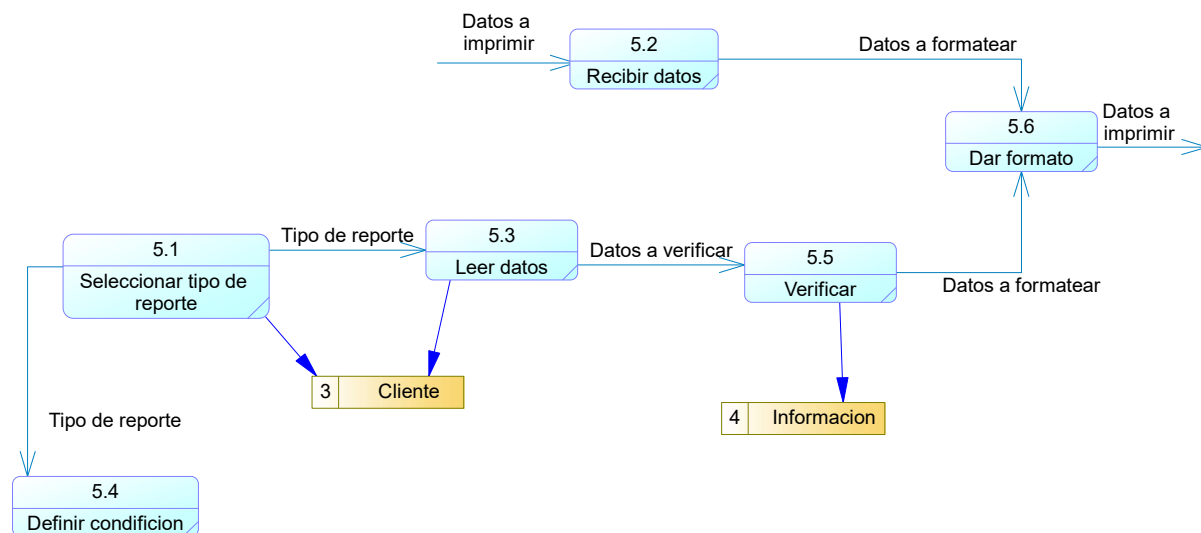 Datos a
imprimir
5.2
Recibir datos
Datos a formatear
5.6
Dar formato
Datos a
imprimir
5.1
Seleccionar tipo de
reporte
Tipo de reporte
5.3
Leer datos
Datos a verificar
5.5
Verificar
Datos a formatear
3
Cliente
4
Informacion
Tipo de reporte
5.4
Definir condificion